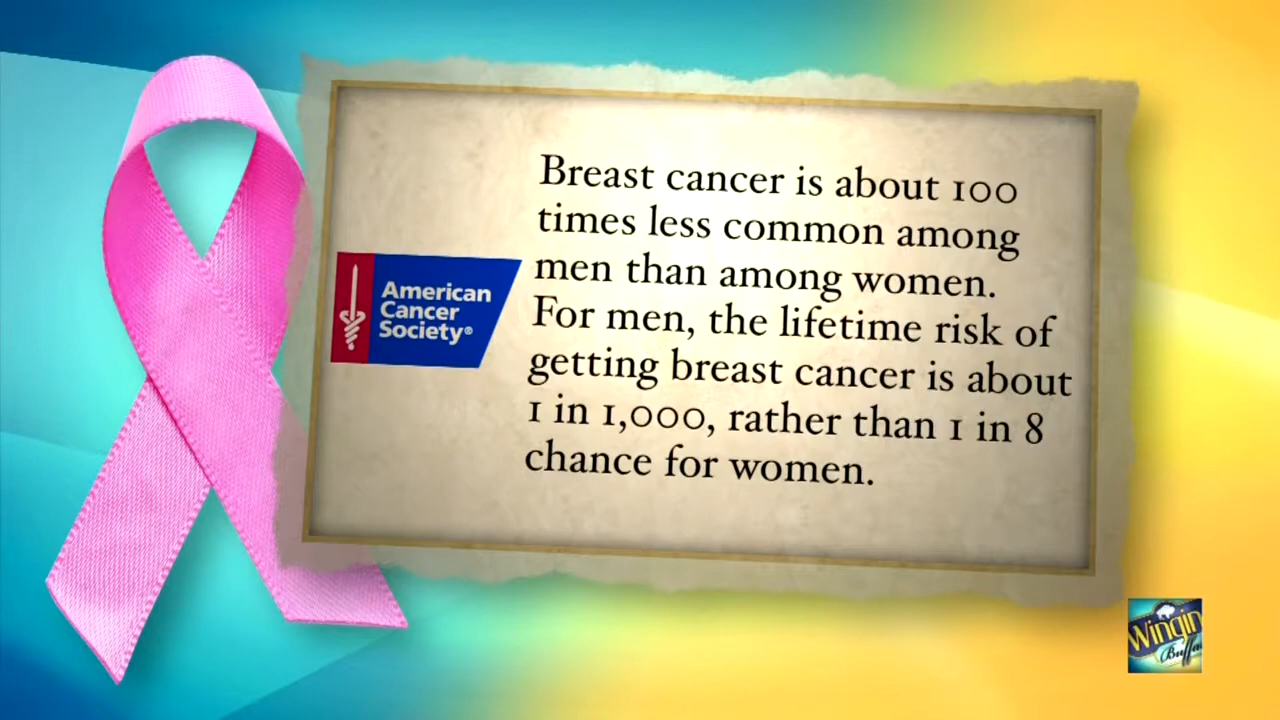 Breast cancer is about 100
times less common among
men than among women.
For men, the lifetime risk of
getting breast cancer is about
1 in 1,000, rather than 1 in 8
chance for women.
American
Cancer
Society®
Wingin
Buffa